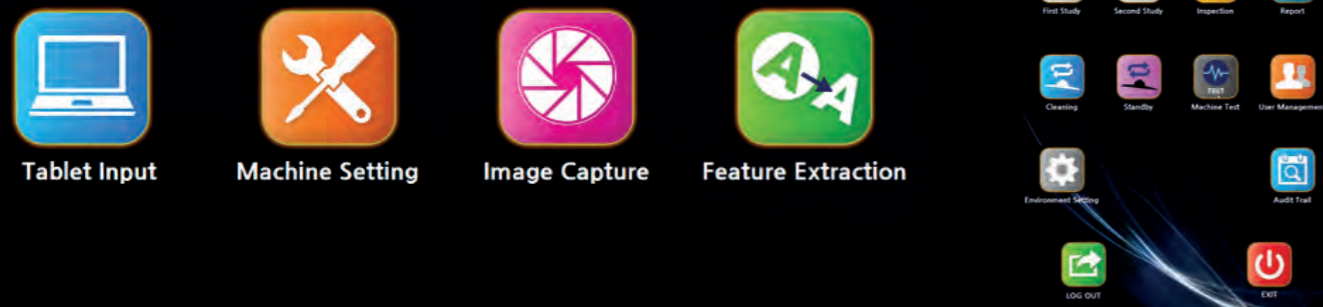 First Study Second Study Inspection Report
TEST
Cleaning Standby Machine Test User Managemen
Tablet Input Machine Setting Image Capture Feature Extraction
Environment Setting Audit Trail
LOG OUT EXIT
A A